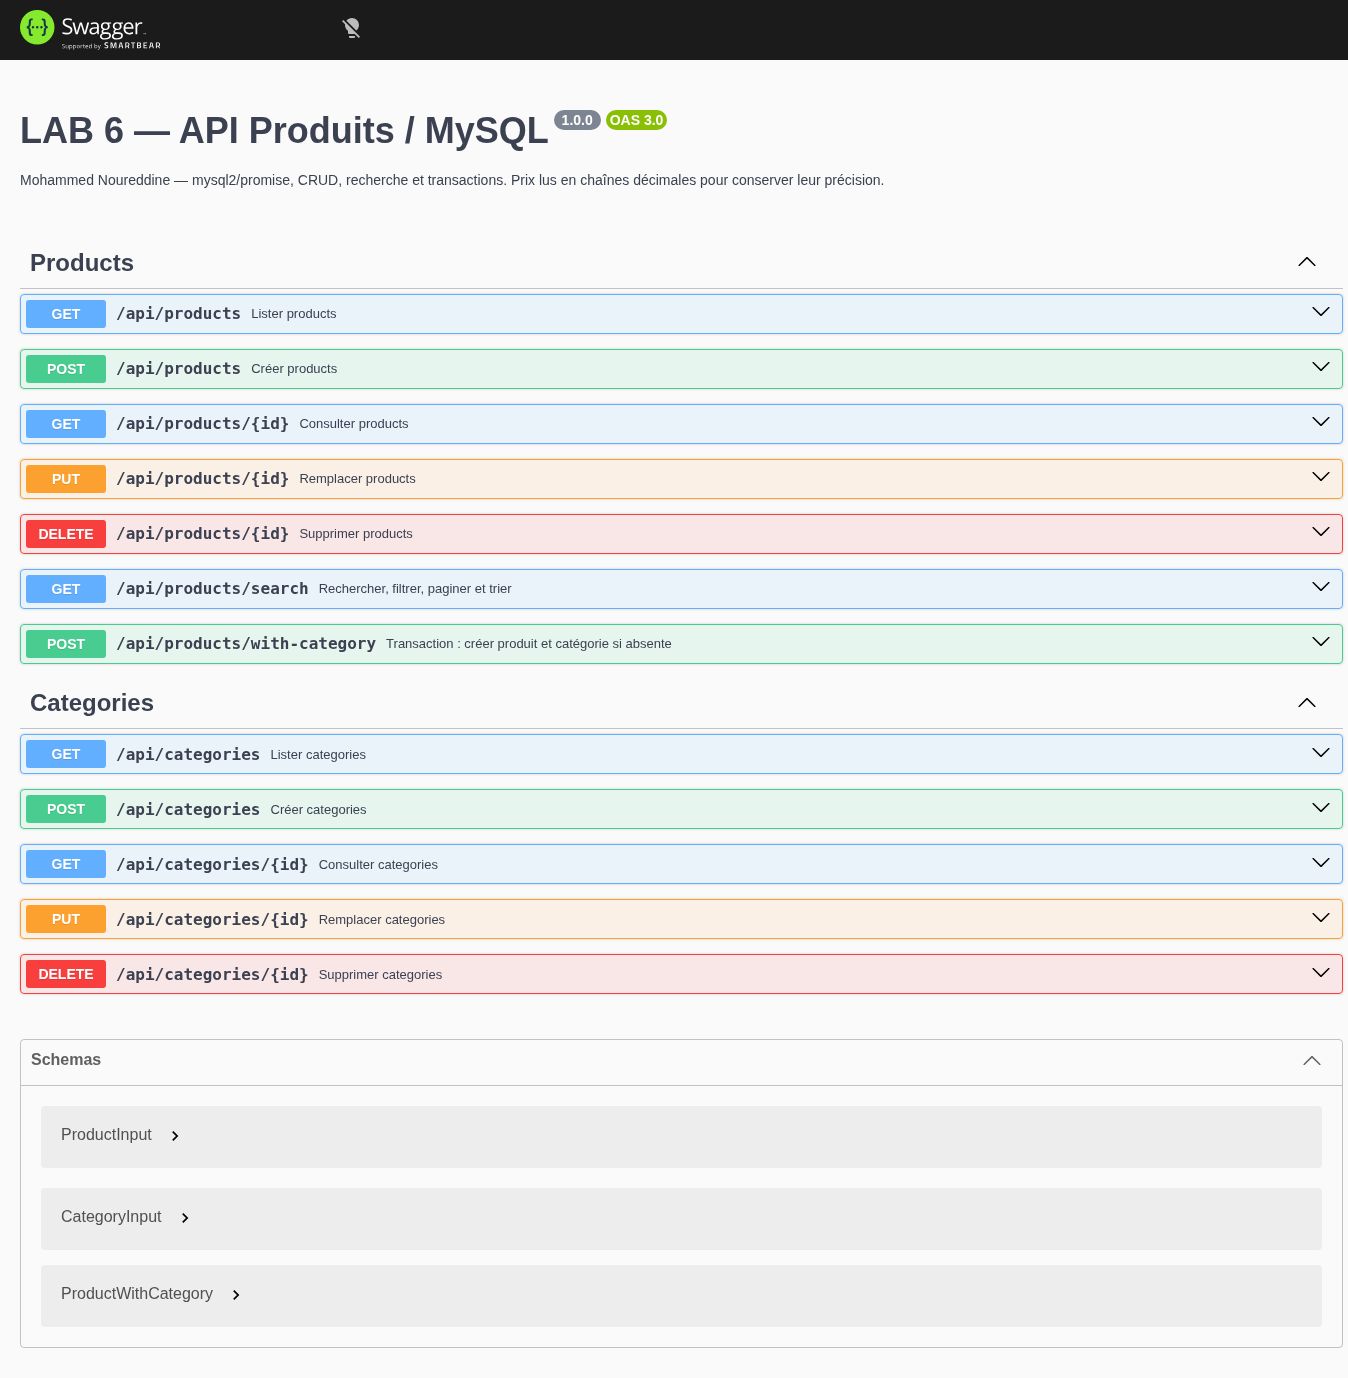 Swagger
Supported by SMARTBEAR
LAB 6 — API Produits / MySQL 1.0.0 OAS 3.0
Mohammed Noureddine — mysql2/promise, CRUD, recherche et transactions. Prix lus en chaînes décimales pour conserver leur précision.
Products
GET /api/products Lister products
POST /api/products Créer products
GET /api/products/{id} Consulter products
PUT /api/products/{id} Remplacer products
DELETE /api/products/{id} Supprimer products
GET /api/products/search Rechercher, filtrer, paginer et trier
POST /api/products/with-category Transaction : créer produit et catégorie si absente
Categories
GET /api/categories Lister categories
POST /api/categories Créer categories
GET /api/categories/{id} Consulter categories
PUT /api/categories/{id} Remplacer categories
DELETE /api/categories/{id} Supprimer categories
Schemas
ProductInput
CategoryInput
ProductWithCategory